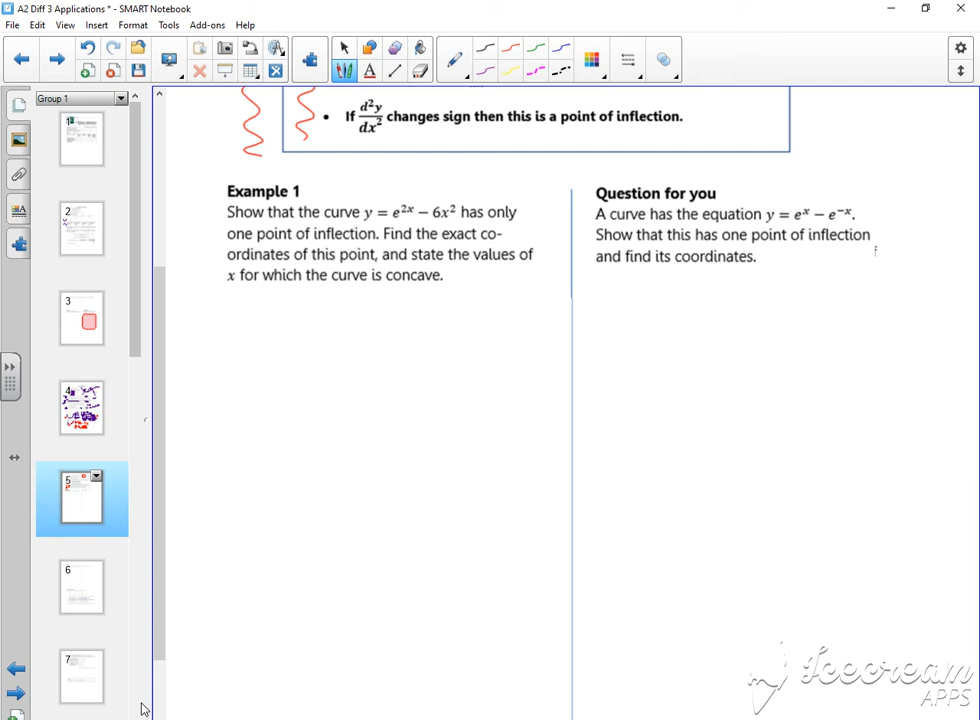 A2 Diff 3 Applications * - SMART Notebook
File Edit View Insert Format Tools Add-ons Help
Group 1
1
2
3
4
5
6
7
• If d²y/dx² changes sign then this is a point of inflection.
Example 1
Show that the curve y = e²ˣ – 6x² has only
one point of inflection. Find the exact co-
ordinates of this point, and state the values of
x for which the curve is concave.
Question for you
A curve has the equation y = eˣ – e⁻ˣ.
Show that this has one point of inflection
and find its coordinates.
Icecream
APPS